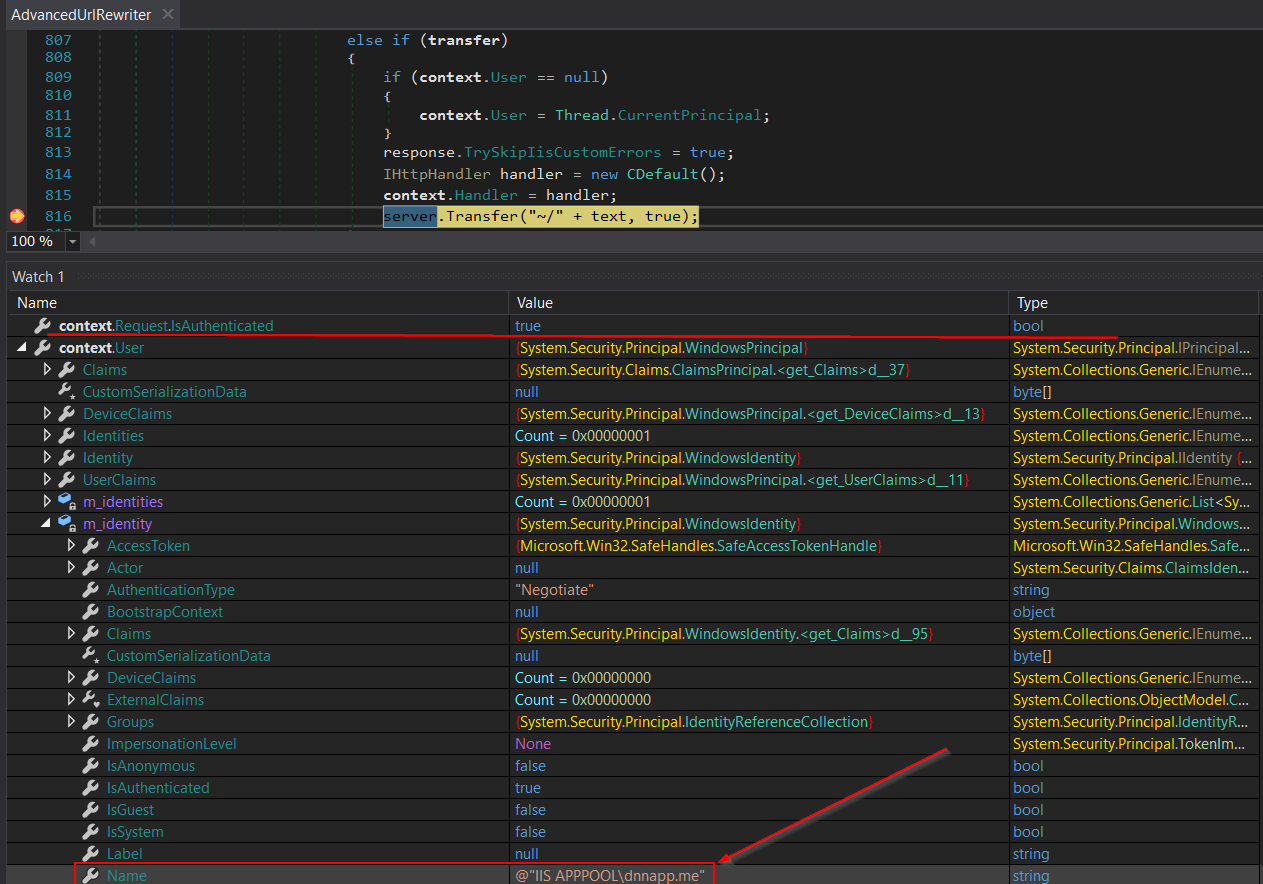 AdvancedUrlRewriter
807 else if (transfer)
808 {
809 if (context.User == null)
810 {
811 context.User = Thread.CurrentPrincipal;
812 }
813 response.TrySkipIisCustomErrors = true;
814 IHttpHandler handler = new CDefault();
815 context.Handler = handler;
816 server.Transfer("~/" + text, true);
100 %
Watch 1
Name Value Type
context.Request.IsAuthenticated true bool
context.User {System.Security.Principal.WindowsPrincipal} System.Security.Principal.IPrincipal...
Claims {System.Security.Claims.ClaimsPrincipal.<get_Claims>d__37} System.Collections.Generic.IEnume...
CustomSerializationData null byte[]
DeviceClaims {System.Security.Principal.WindowsPrincipal.<get_DeviceClaims>d__13} System.Collections.Generic.IEnume...
Identities Count = 0x00000001 System.Collections.Generic.IEnume...
Identity {System.Security.Principal.WindowsIdentity} System.Security.Principal.IIdentity {...
UserClaims {System.Security.Principal.WindowsPrincipal.<get_UserClaims>d__11} System.Collections.Generic.IEnume...
m_identities Count = 0x00000001 System.Collections.Generic.List<Sy...
m_identity {System.Security.Principal.WindowsIdentity} System.Security.Principal.Windows...
AccessToken {Microsoft.Win32.SafeHandles.SafeAccessTokenHandle} Microsoft.Win32.SafeHandles.Safe...
Actor null System.Security.Claims.ClaimsIden...
AuthenticationType "Negotiate" string
BootstrapContext null object
Claims {System.Security.Principal.WindowsIdentity.<get_Claims>d__95} System.Collections.Generic.IEnume...
CustomSerializationData null byte[]
DeviceClaims Count = 0x00000000 System.Collections.Generic.IEnume...
ExternalClaims Count = 0x00000000 System.Collections.ObjectModel.C...
Groups {System.Security.Principal.IdentityReferenceCollection} System.Security.Principal.IdentityR...
ImpersonationLevel None System.Security.Principal.TokenIm...
IsAnonymous false bool
IsAuthenticated true bool
IsGuest false bool
IsSystem false bool
Label null string
Name @"IIS APPPOOL\dnnapp.me" string